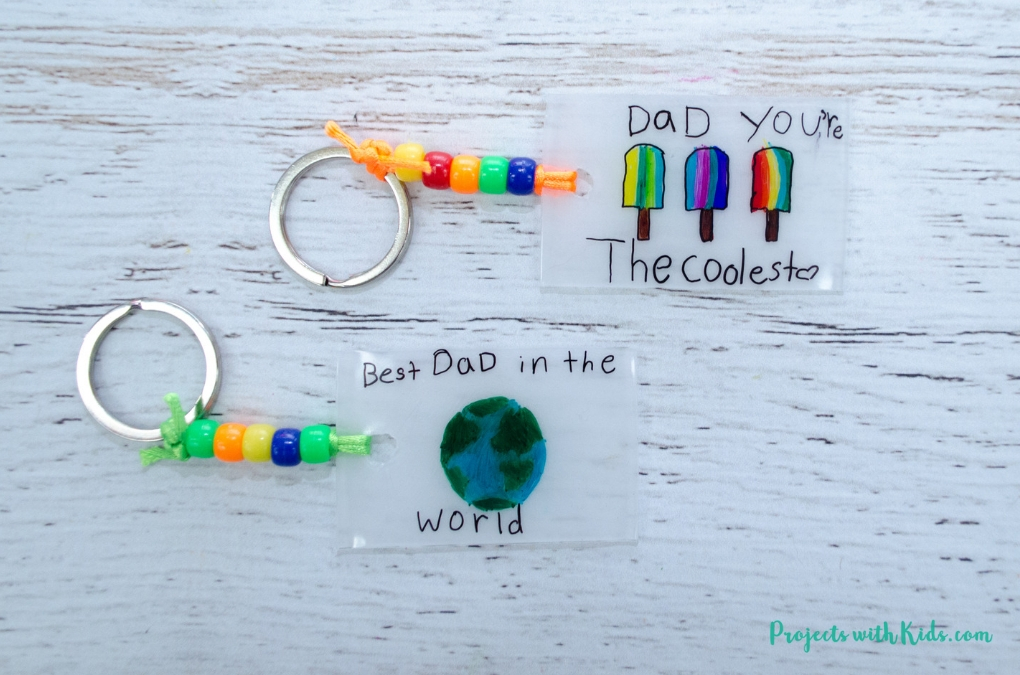 DaD You're
The coolest♡
Best DaD in the
world
Projects with Kids.com